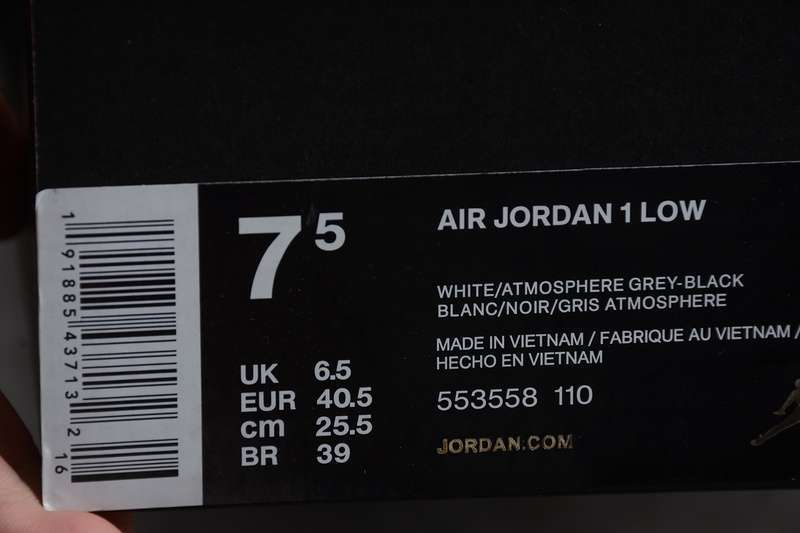 1 91885 43713 2
16
7 5
UK 6.5
EUR 40.5
cm 25.5
BR 39
AIR JORDAN 1 LOW
WHITE/ATMOSPHERE GREY-BLACK
BLANC/NOIR/GRIS ATMOSPHERE
MADE IN VIETNAM / FABRIQUE AU VIETNAM /
HECHO EN VIETNAM
553558 110
JORDAN.COM